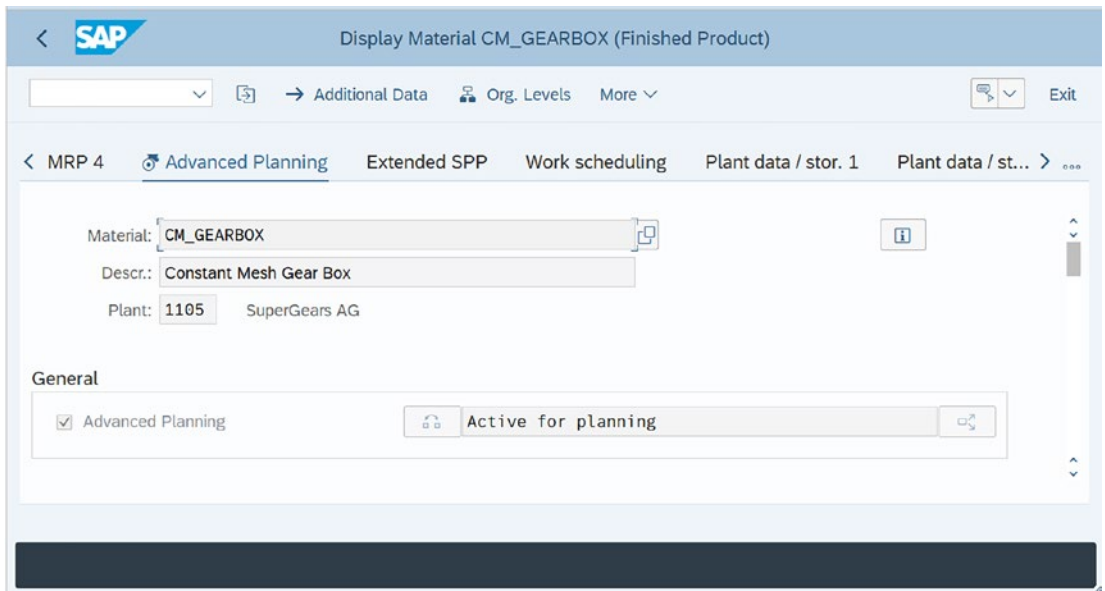 SAP
Display Material CM_GEARBOX (Finished Product)
Additional Data Org. Levels More Exit
MRP 4 Advanced Planning Extended SPP Work scheduling Plant data / stor. 1 Plant data / st...
Material: CM_GEARBOX
Descr.: Constant Mesh Gear Box
Plant: 1105 SuperGears AG
General
Advanced Planning Active for planning